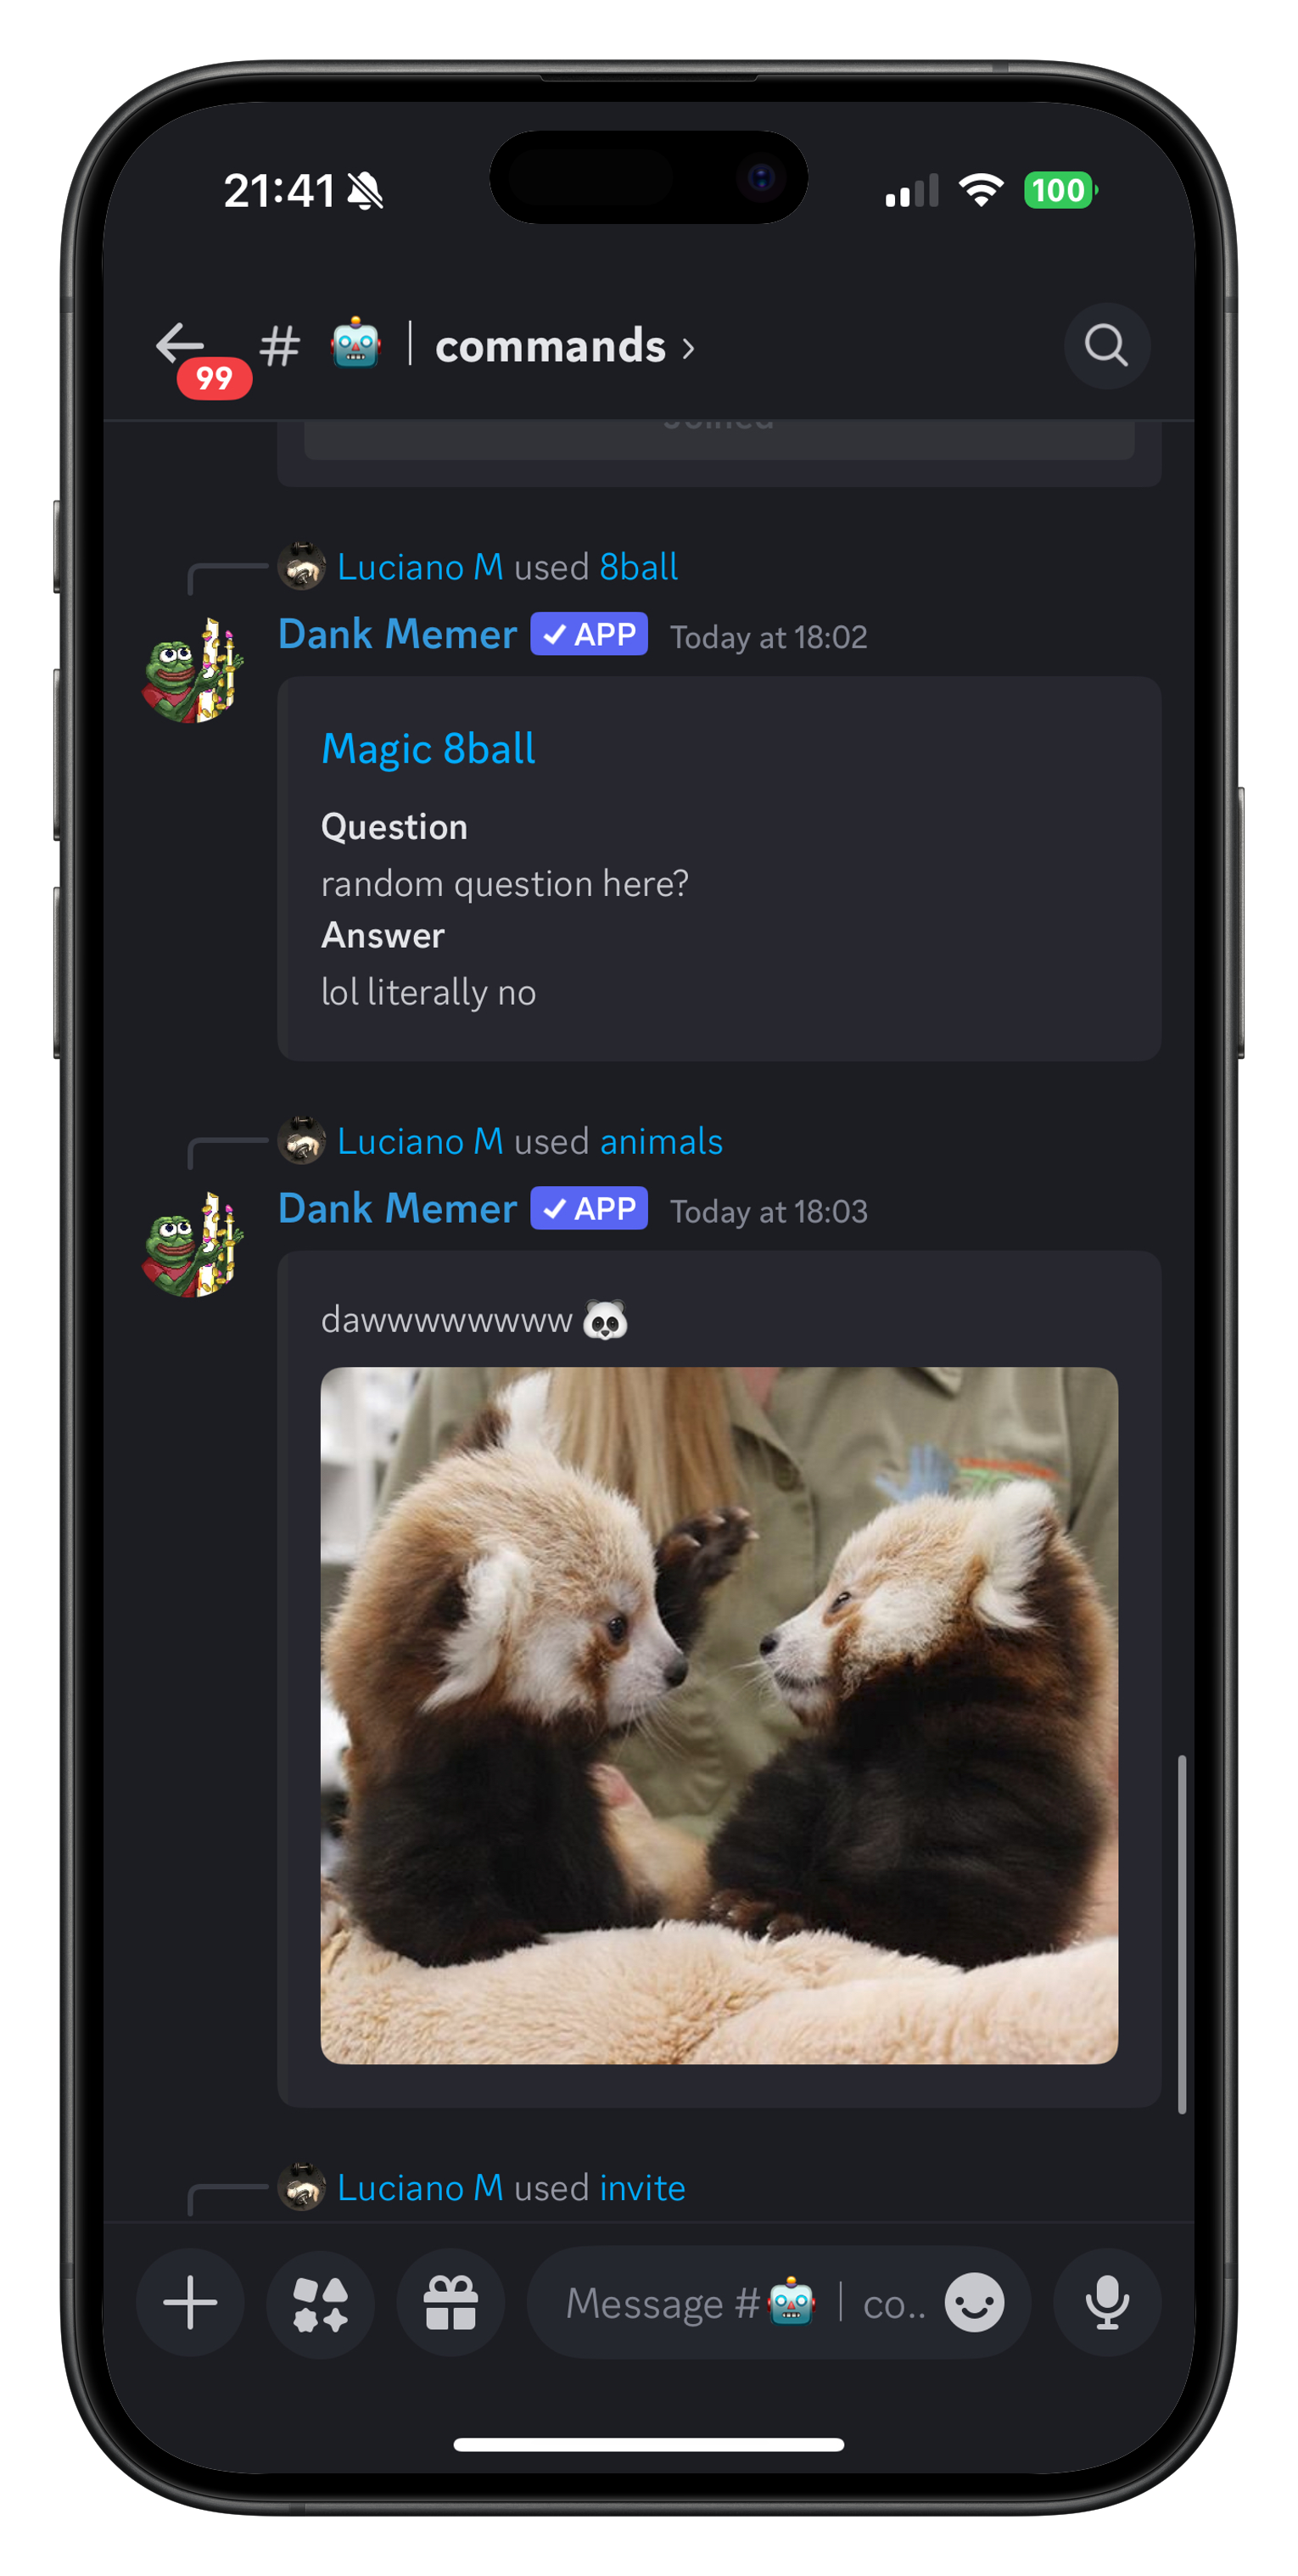 21:41
100
99
# 🤖 | commands ›
Joined
Luciano M used 8ball
Dank Memer ✓ APP Today at 18:02
Magic 8ball
Question
random question here?
Answer
lol literally no
Luciano M used animals
Dank Memer ✓ APP Today at 18:03
dawwwwwwww 🐼
Luciano M used invite
Message #🤖 | co..